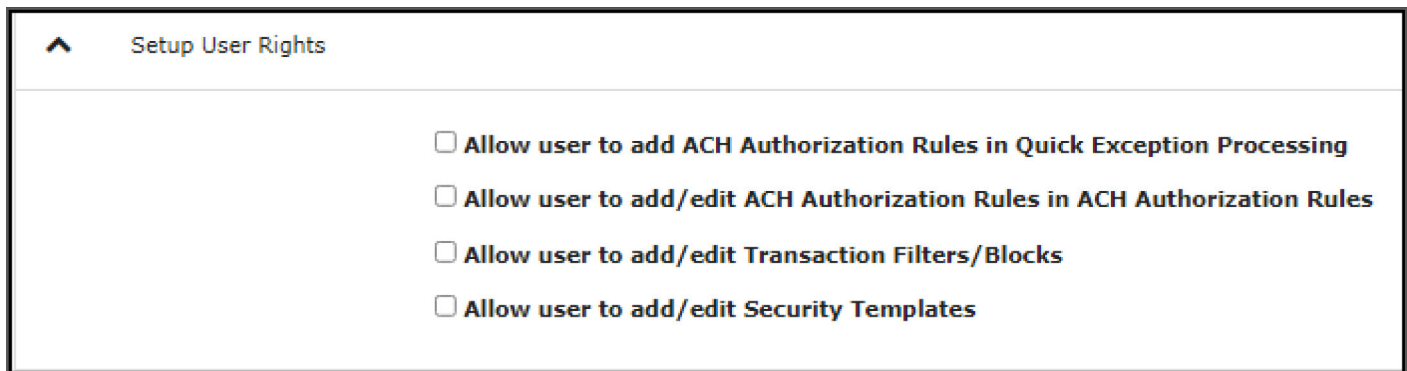 Setup User Rights
Allow user to add ACH Authorization Rules in Quick Exception Processing
Allow user to add/edit ACH Authorization Rules in ACH Authorization Rules
Allow user to add/edit Transaction Filters/Blocks
Allow user to add/edit Security Templates